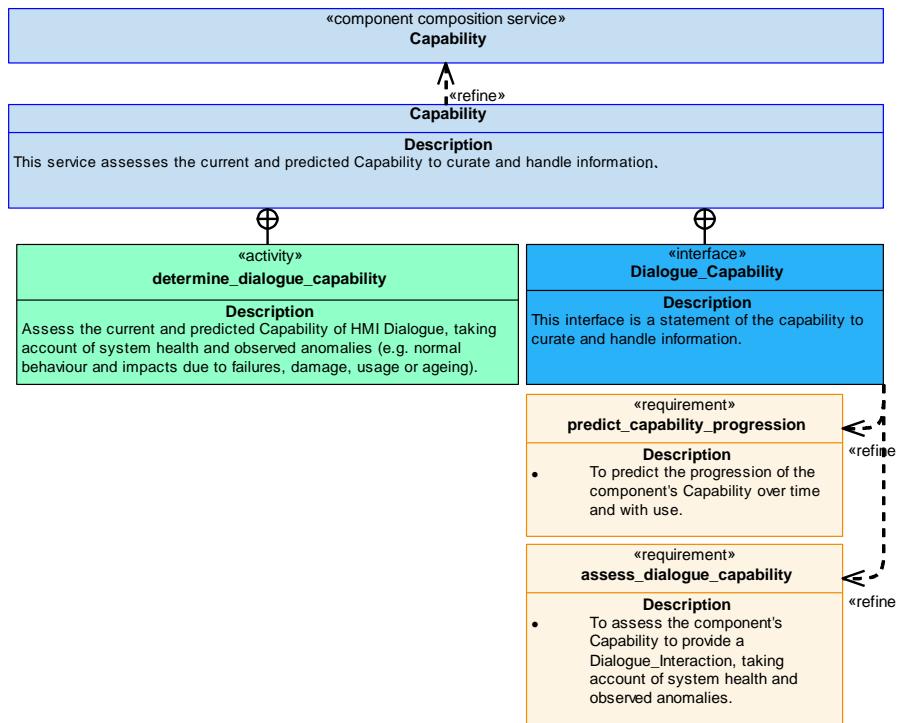 «component composition service»
Capability
«refine»
Capability
Description
This service assesses the current and predicted Capability to curate and handle information.
«activity»
determine_dialogue_capability
Description
Assess the current and predicted Capability of HMI Dialogue, taking
account of system health and observed anomalies (e.g. normal
behaviour and impacts due to failures, damage, usage or ageing).
«interface»
Dialogue_Capability
Description
This interface is a statement of the capability to
curate and handle information.
«requirement»
predict_capability_progression
«refine
Description
• To predict the progression of the
component's Capability over time
and with use.
«requirement»
assess_dialogue_capability
«refine
Description
• To assess the component's
Capability to provide a
Dialogue_Interaction, taking
account of system health and
observed anomalies.